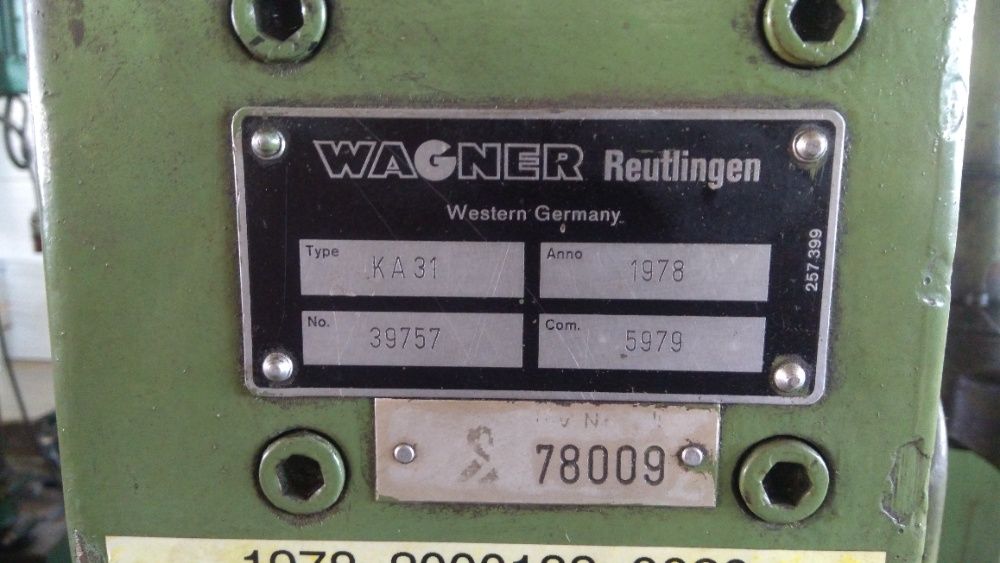 WAGNER Reutlingen
Western Germany
Type KA 31 Anno 1978
No. 39757 Com. 5979
257.399
78009